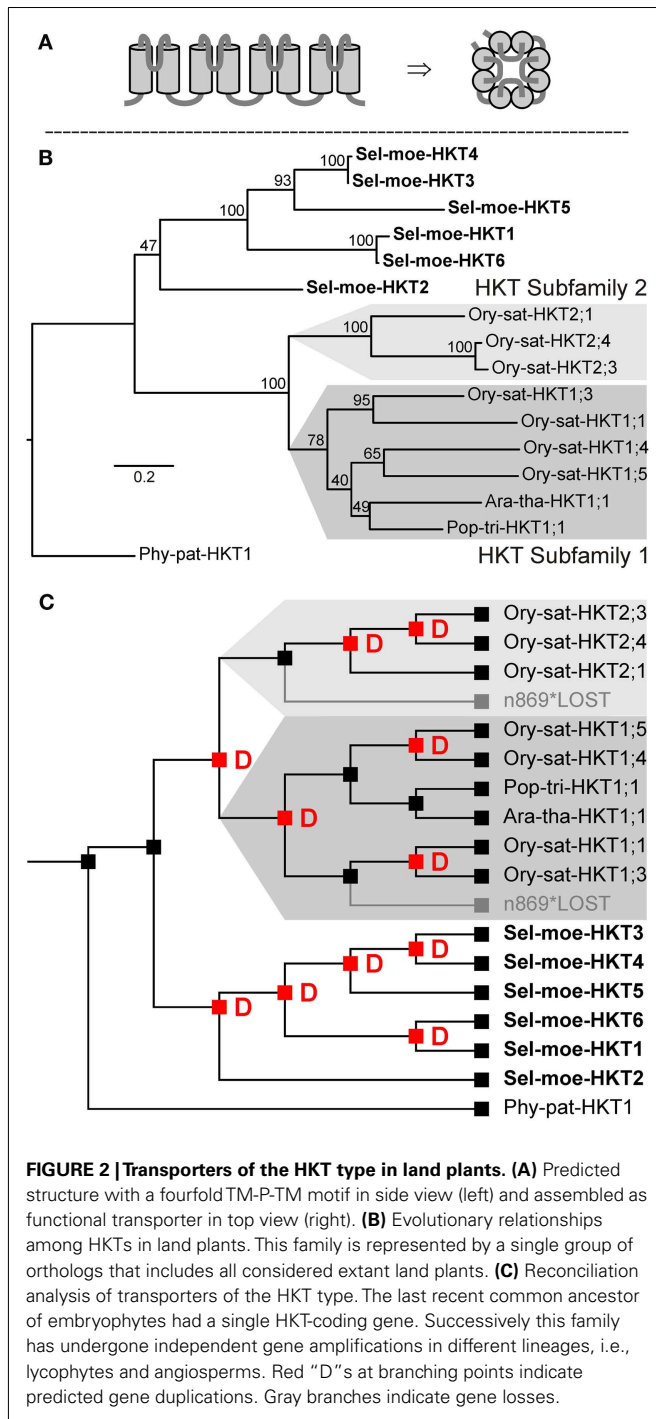 A
⇒
B
Sel-moe-HKT4
100
Sel-moe-HKT3
93
Sel-moe-HKT5
100
Sel-moe-HKT1
100
Sel-moe-HKT6
47
Sel-moe-HKT2
HKT Subfamily 2
Ory-sat-HKT2;1
100
Ory-sat-HKT2;4
100
Ory-sat-HKT2;3
100
Ory-sat-HKT1;3
95
Ory-sat-HKT1;1
78
Ory-sat-HKT1;4
65
Ory-sat-HKT1;5
40
Ara-tha-HKT1;1
49
Pop-tri-HKT1;1
0.2
Phy-pat-HKT1
HKT Subfamily 1
C
Ory-sat-HKT2;3
D
Ory-sat-HKT2;4
D
Ory-sat-HKT2;1
n869*LOST
Ory-sat-HKT1;5
D
D
Ory-sat-HKT1;4
Pop-tri-HKT1;1
D
Ara-tha-HKT1;1
Ory-sat-HKT1;1
D
Ory-sat-HKT1;3
n869*LOST
Sel-moe-HKT3
D
Sel-moe-HKT4
D
Sel-moe-HKT5
D
D
Sel-moe-HKT6
D
Sel-moe-HKT1
Sel-moe-HKT2
Phy-pat-HKT1
FIGURE 2 | Transporters of the HKT type in land plants. (A) Predicted
structure with a fourfold TM-P-TM motif in side view (left) and assembled as
functional transporter in top view (right). (B) Evolutionary relationships
among HKTs in land plants. This family is represented by a single group of
orthologs that includes all considered extant land plants. (C) Reconciliation
analysis of transporters of the HKT type. The last recent common ancestor
of embryophytes had a single HKT-coding gene. Successively this family
has undergone independent gene amplifications in different lineages, i.e.,
lycophytes and angiosperms. Red "D"s at branching points indicate
predicted gene duplications. Gray branches indicate gene losses.